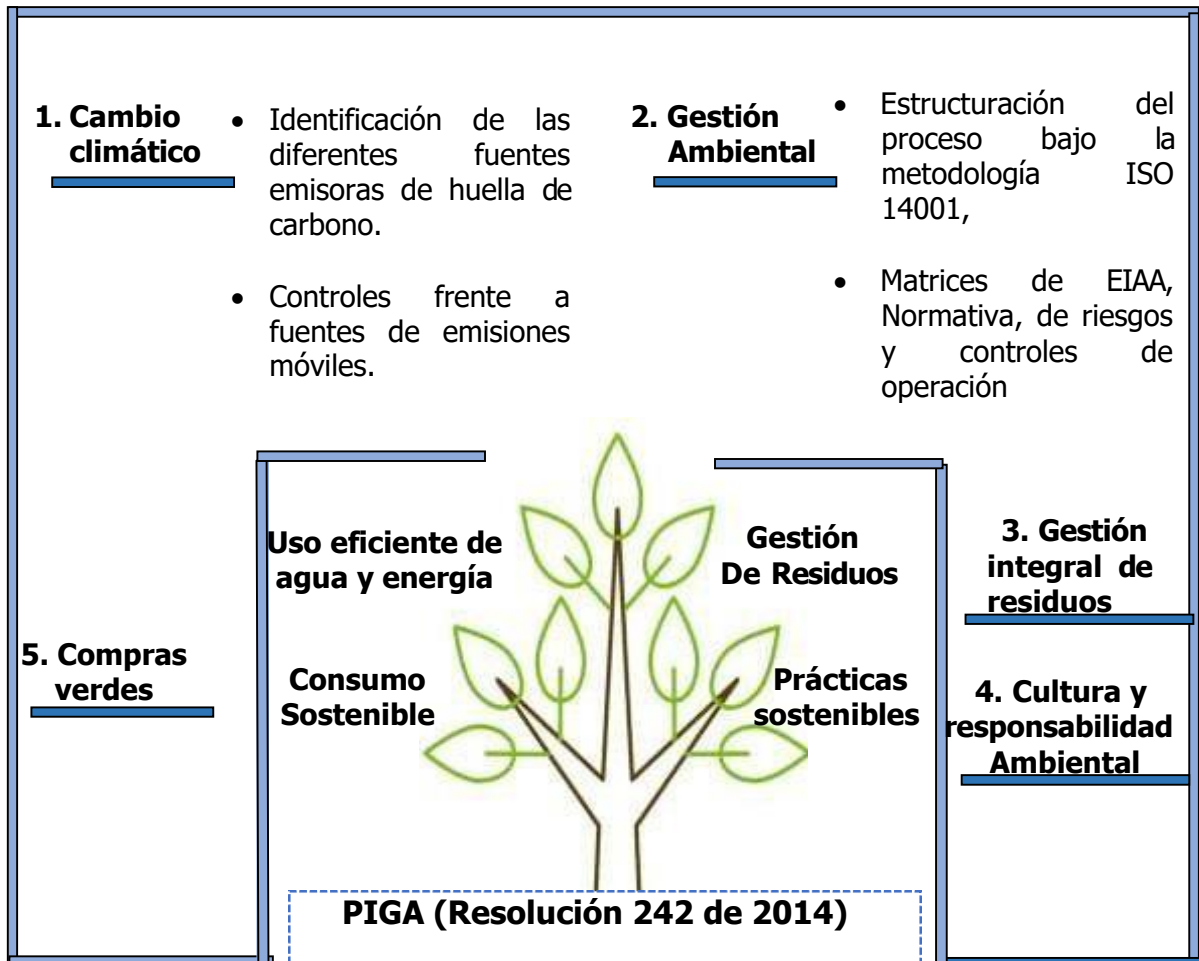 1. Cambio
climático
• Identificación de las
diferentes fuentes
emisoras de huella de
carbono.
• Controles frente a
fuentes de emisiones
móviles.
2. Gestión
Ambiental
• Estructuración del
proceso bajo la
metodología ISO
14001,
• Matrices de EIAA,
Normativa, de riesgos
y controles de
operación
Uso eficiente de
agua y energía
Gestión
De Residuos
3. Gestión
integral de
residuos
5. Compras
verdes
Consumo
Sostenible
Prácticas
sostenibles
4. Cultura y
responsabilidad
Ambiental
PIGA (Resolución 242 de 2014)